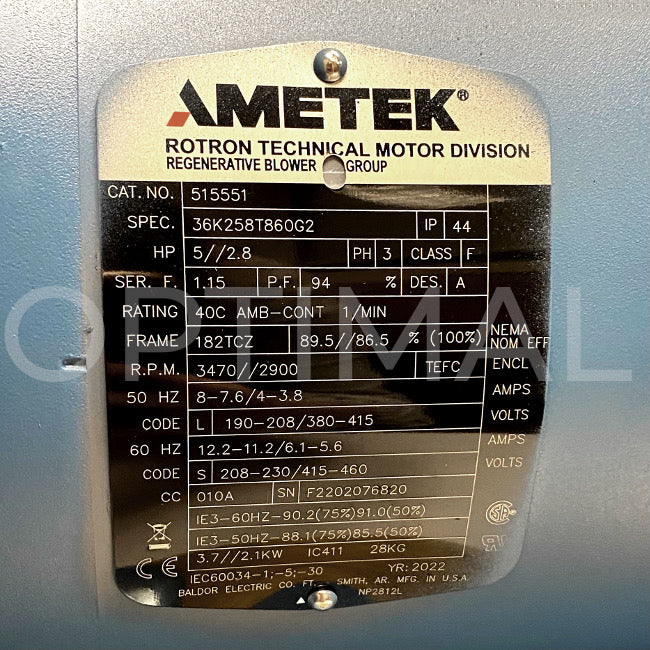 AMETEK®
ROTRON TECHNICAL MOTOR DIVISION
REGENERATIVE BLOWER GROUP
CAT. NO. 515551
SPEC. 36K258T860G2 IP 44
HP 5//2.8 PH 3 CLASS F
SER. F. 1.15 P.F. 94 % DES. A
RATING 40C AMB-CONT 1/MIN
FRAME 182TCZ 89.5//86.5 % (100%) NEMA NOM EFF
R.P.M. 3470//2900 TEFC ENCL
50 HZ 8-7.6/4-3.8 AMPS
CODE L 190-208/380-415 VOLTS
60 HZ 12.2-11.2/6.1-5.6 AMPS
CODE S 208-230/415-460 VOLTS
CC 010A SN F2202076820
IE3-60HZ-90.2(75%)91.0(50%)
IE3-50HZ-88.1(75%)85.5(50%)
3.7//2.1KW IC411 28KG
CE IEC60034-1;-5;-30 YR: 2022
BALDOR ELECTRIC CO. FT. SMITH, AR. MFG. IN U.S.A.
NP2812L
OPTIMAL